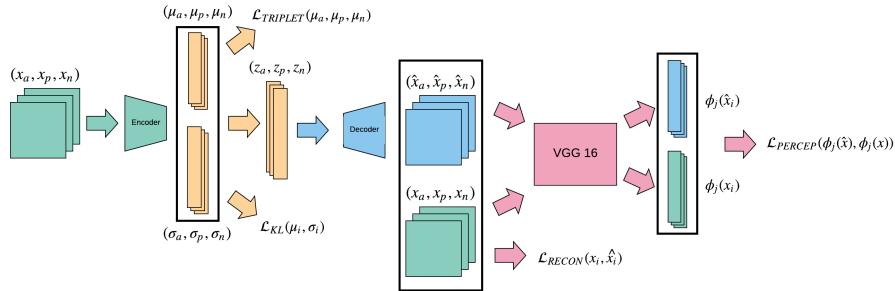 (μ_a, μ_p, μ_n)
ℒ_TRIPLET(μ_a, μ_p, μ_n)
(x_a, x_p, x_n)
Encoder
(z_a, z_p, z_n)
(σ_a, σ_p, σ_n)
ℒ_KL(μ_i, σ_i)
Decoder
(x̂_a, x̂_p, x̂_n)
(x_a, x_p, x_n)
VGG 16
ℒ_RECON(x_i, x̂_i)
ϕ_j(x̂_i)
ϕ_j(x_i)
ℒ_PERCEP(ϕ_j(x̂), ϕ_j(x))